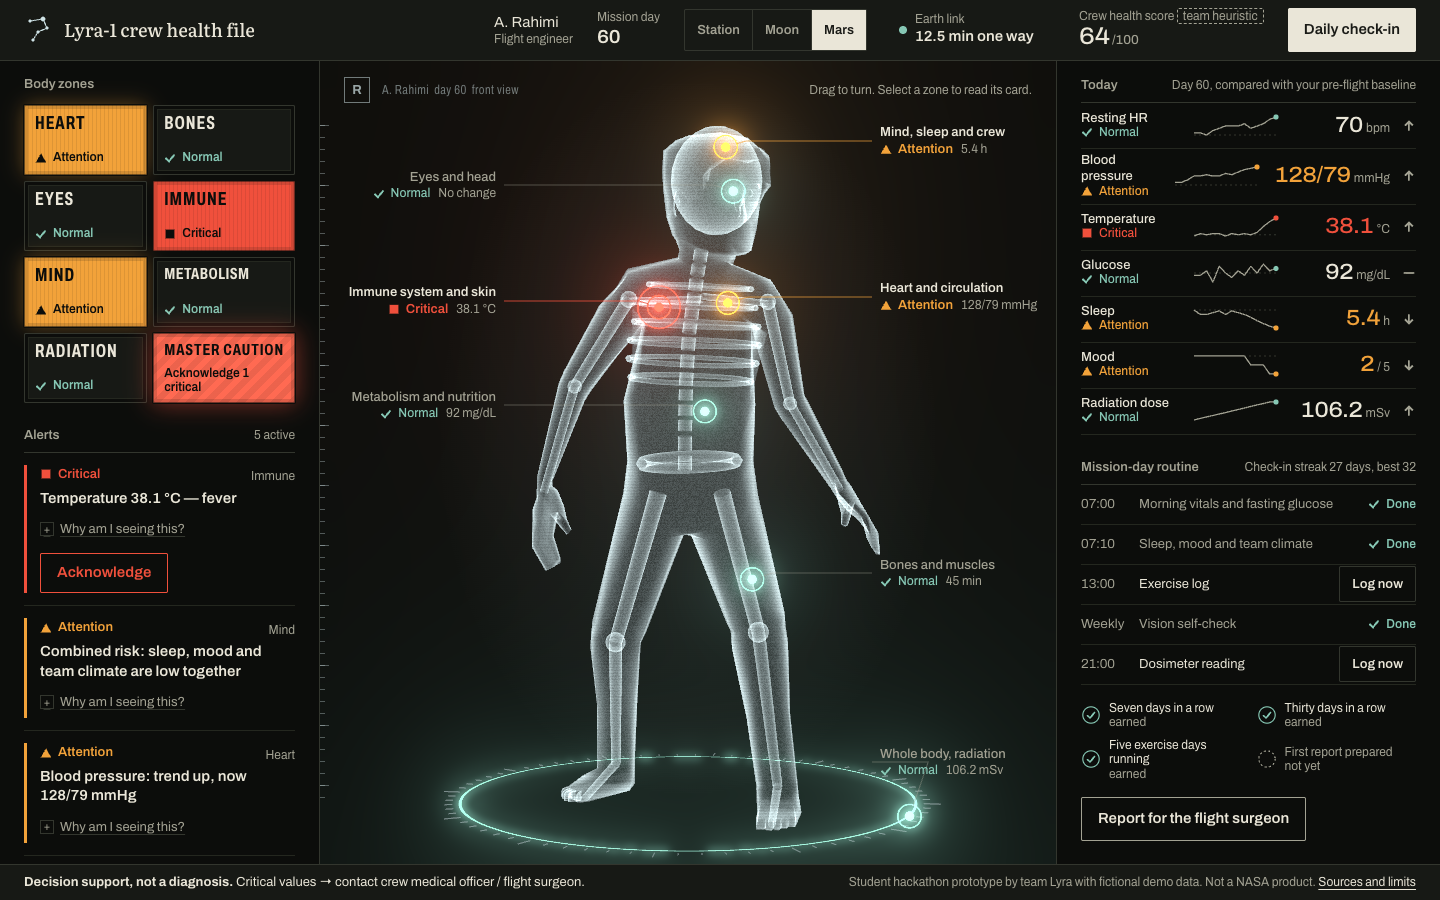 Lyra-1 crew health file
A. Rahimi
Flight engineer
Mission day
60
Station
Moon
Mars
Earth link
12.5 min one way
Crew health score team heuristic
64 /100
Daily check-in
Body zones
HEART
Attention
BONES
Normal
EYES
Normal
IMMUNE
Critical
MIND
Attention
METABOLISM
Normal
RADIATION
Normal
MASTER CAUTION
Acknowledge 1
critical
Alerts
5 active
Critical
Immune
Temperature 38.1 °C — fever
+ Why am I seeing this?
Acknowledge
Attention
Mind
Combined risk: sleep, mood and
team climate are low together
+ Why am I seeing this?
Attention
Heart
Blood pressure: trend up, now
128/79 mmHg
+ Why am I seeing this?
R
A. Rahimi day 60 front view
Drag to turn. Select a zone to read its card.
Mind, sleep and crew
Attention 5.4 h
Eyes and head
Normal No change
Immune system and skin
Critical 38.1 °C
Heart and circulation
Attention 128/79 mmHg
Metabolism and nutrition
Normal 92 mg/dL
Bones and muscles
Normal 45 min
Whole body, radiation
Normal 106.2 mSv
Today
Day 60, compared with your pre-flight baseline
Resting HR
Normal
70 bpm ↑
Blood
pressure
Attention
128/79 mmHg ↑
Temperature
Critical
38.1 °C ↑
Glucose
Normal
92 mg/dL —
Sleep
Attention
5.4 h ↓
Mood
Attention
2 / 5 ↓
Radiation dose
Normal
106.2 mSv ↑
Mission-day routine
Check-in streak 27 days, best 32
07:00 Morning vitals and fasting glucose Done
07:10 Sleep, mood and team climate Done
13:00 Exercise log Log now
Weekly Vision self-check Done
21:00 Dosimeter reading Log now
Seven days in a row
earned
Thirty days in a row
earned
Five exercise days
running
earned
First report prepared
not yet
Report for the flight surgeon
Decision support, not a diagnosis. Critical values → contact crew medical officer / flight surgeon.
Student hackathon prototype by team Lyra with fictional demo data. Not a NASA product. Sources and limits